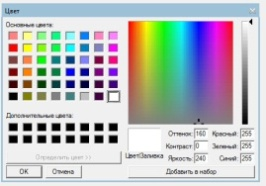 Цвет
Основные цвета:
Дополнительные цвета:
Определить цвет >>
ОК
Отмена
Цвет|Заливка
Оттенок: 160
Контраст: 0
Яркость: 240
Красный: 255
Зеленый: 255
Синий: 255
Добавить в набор